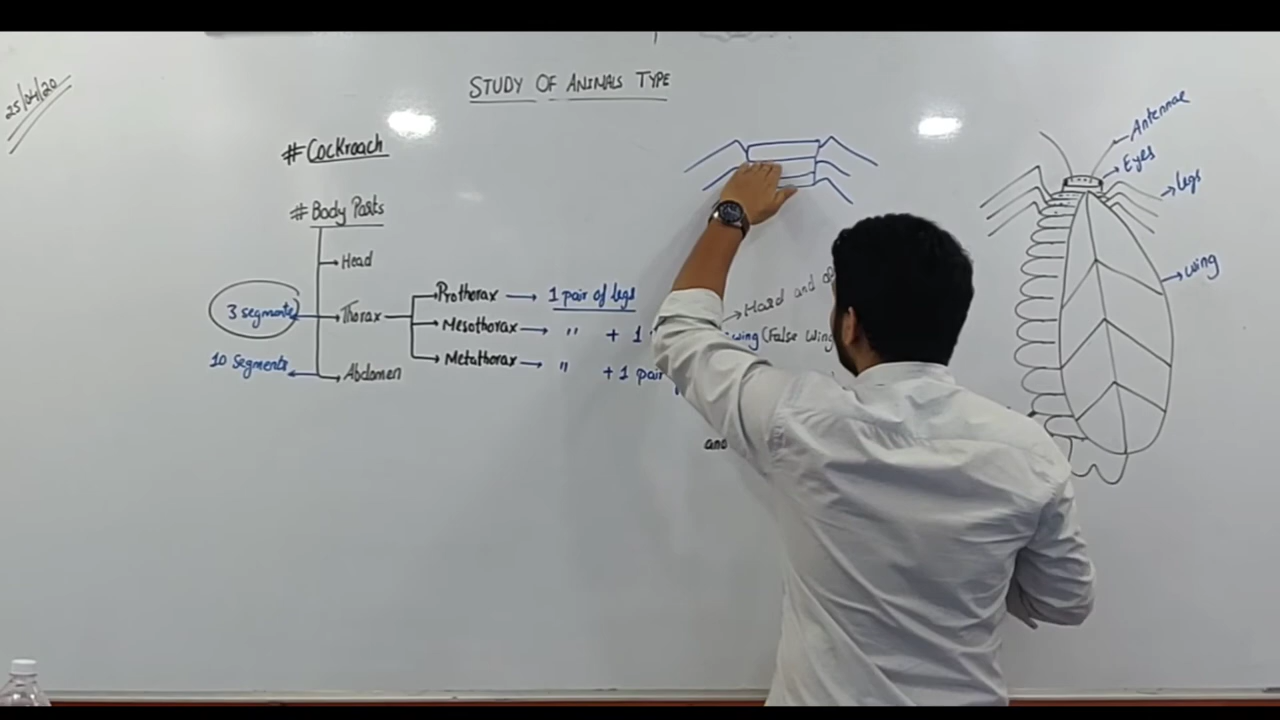 25/04/20
STUDY OF ANIMALS TYPE
# Cockroach
# Body Parts
Head
3 segments
Thorax
Prothorax
1 pair of legs
Mesothorax
" + 1
Metathorax
" + 1 pair
10 Segments
Abdomen
Hard and
wing (False wing
and
Antennae
Eyes
legs
wing